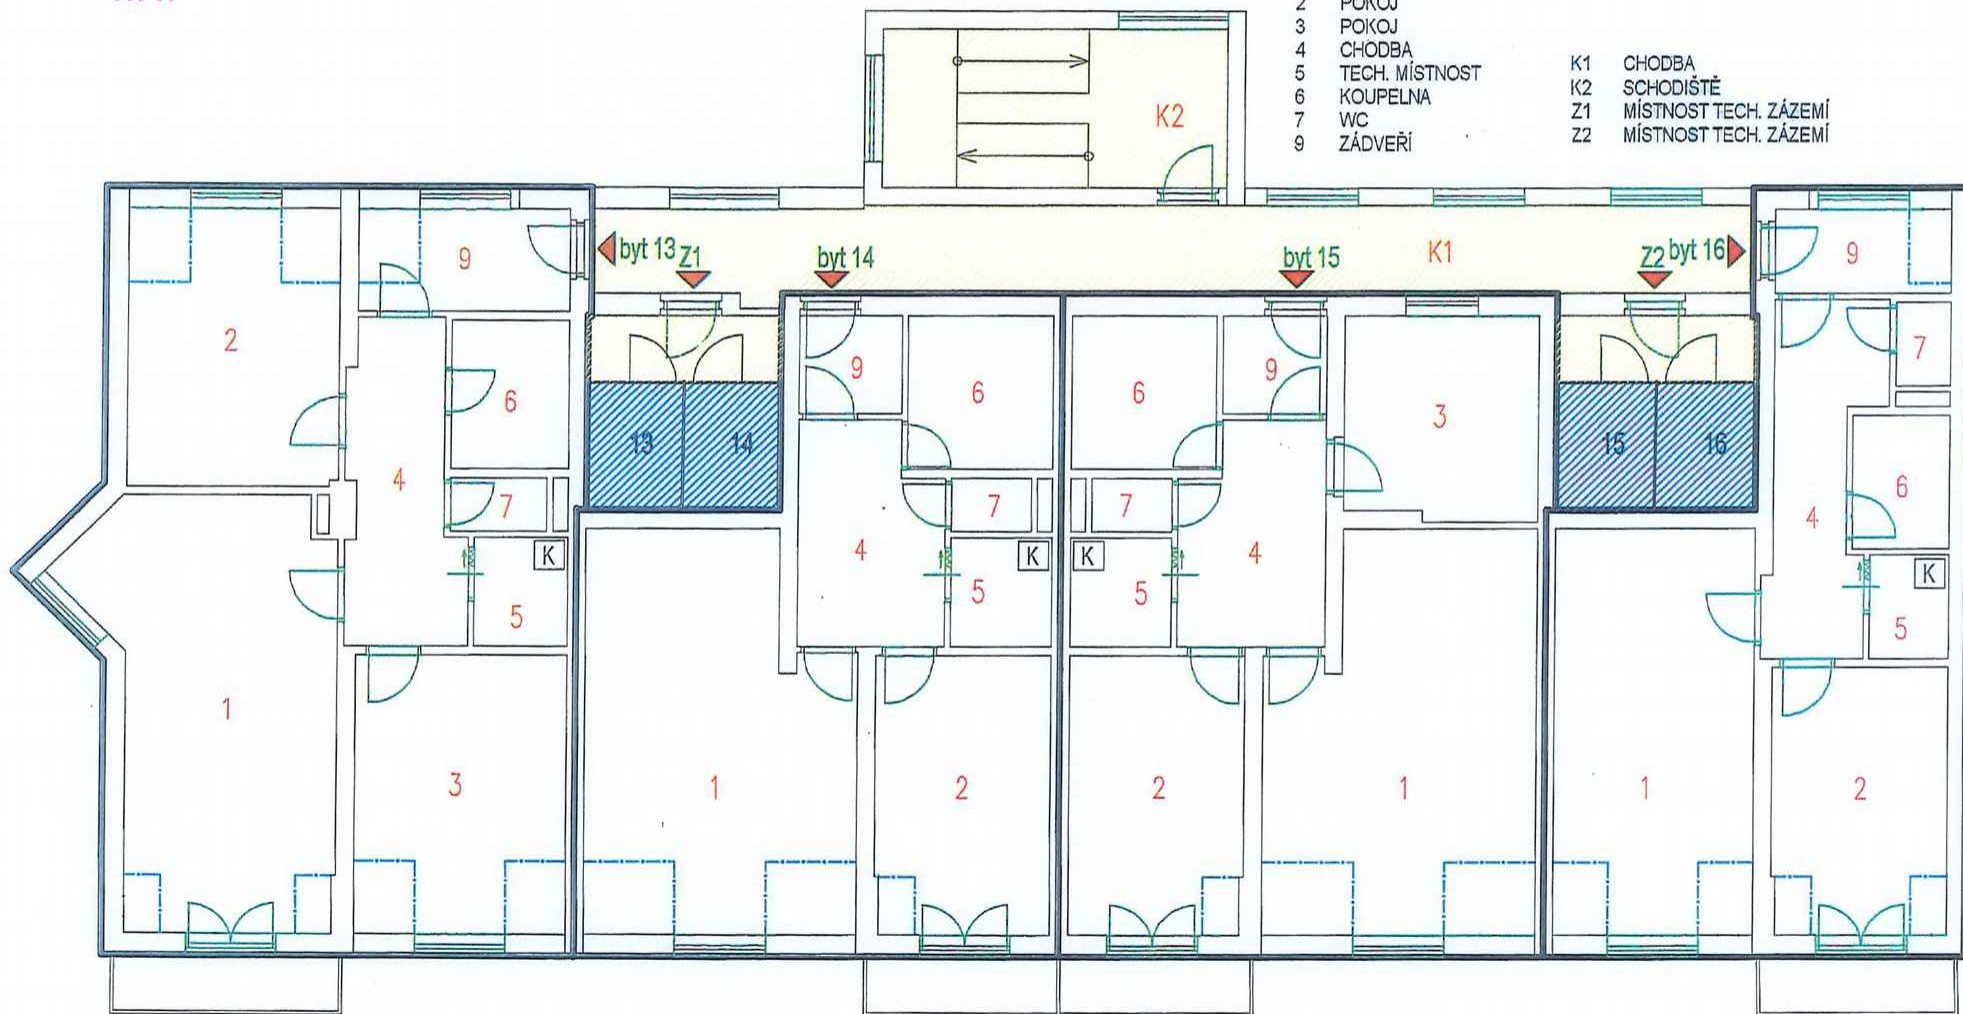 2 POKOJ
3 POKOJ
4 CHODBA
5 TECH. MÍSTNOST
6 KOUPELNA
7 WC
9 ZÁDVEŘÍ
K1 CHODBA
K2 SCHODIŠTĚ
Z1 MÍSTNOST TECH. ZÁZEMÍ
Z2 MÍSTNOST TECH. ZÁZEMÍ
K2
9 byt 13 Z1 byt 14 byt 15 K1 Z2 byt 16 9
2 6 9 6 6 9 3 7
13 14 15 16
4 7 7 7 4 6
K 4 K K 4 K
5 5 5 5
1 3 1 2 2 1 1 2